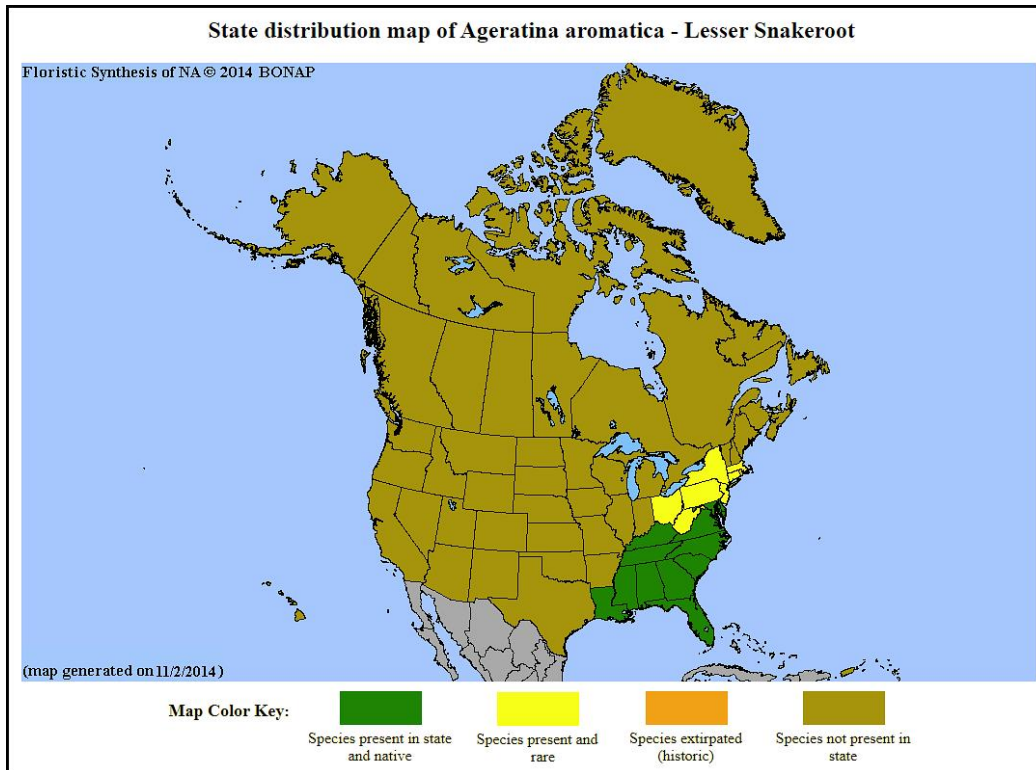 State distribution map of Ageratina aromatica - Lesser Snakeroot
Floristic Synthesis of NA © 2014 BONAP
(map generated on 11/2/2014)
Map Color Key:
Species present in state
and native
Species present and
rare
Species extirpated
(historic)
Species not present in
state